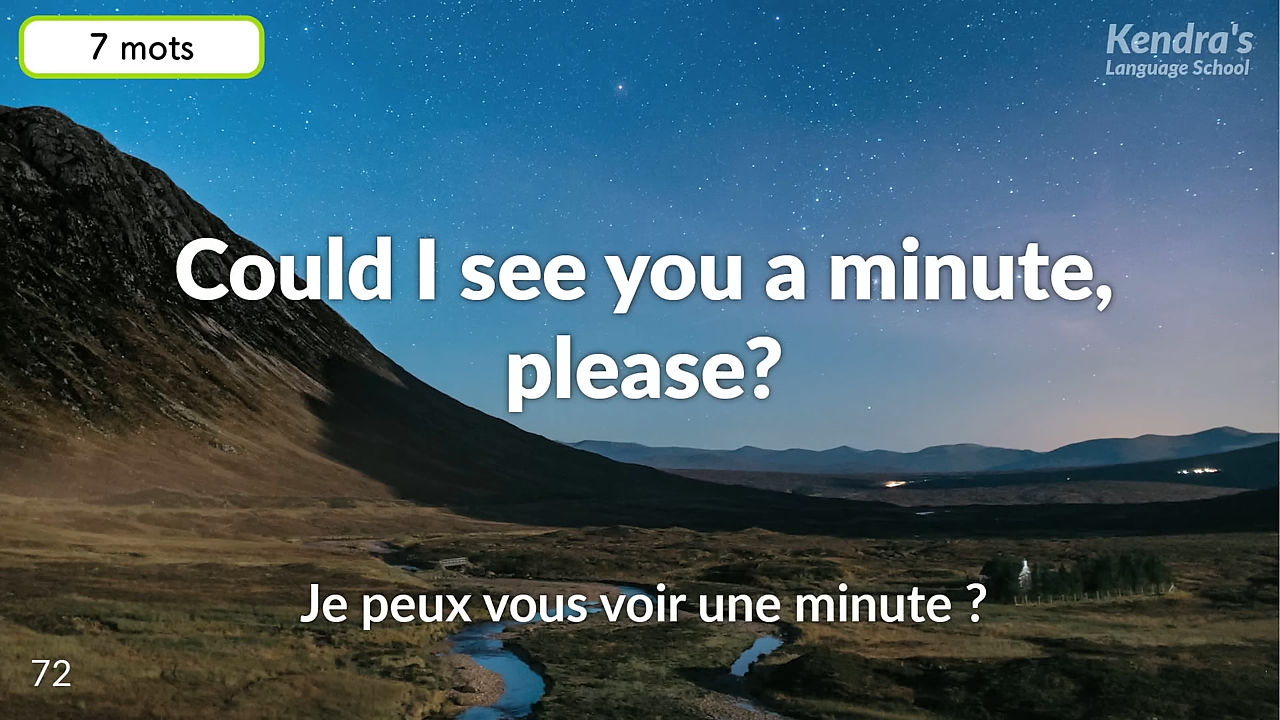 7 mots
Kendra's
Language School
Could I see you a minute,
please?
Je peux vous voir une minute ?
72